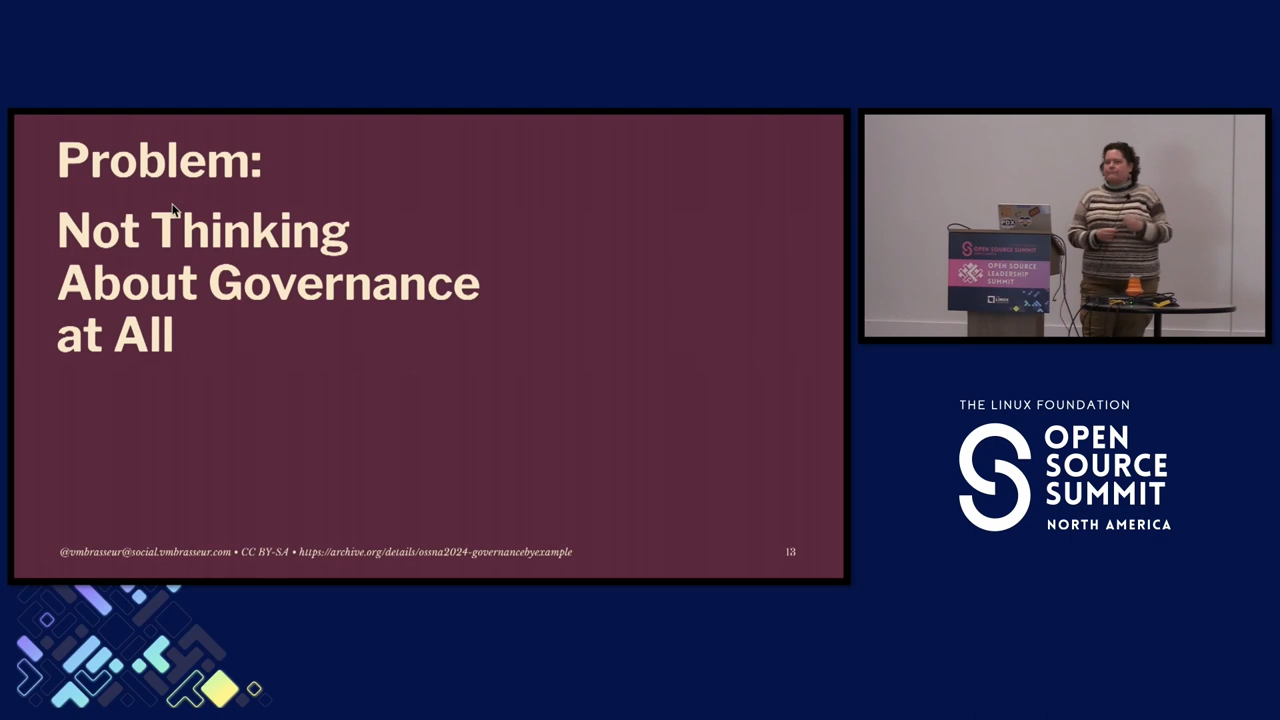 Problem:
Not Thinking
About Governance
at All
@vmbrasseur@social.vmbrasseur.com • CC BY-SA • https://archive.org/details/ossna2024-governancebyexample
13
OPEN SOURCE SUMMIT
OPEN SOURCE
LEADERSHIP
SUMMIT
THE LINUX FOUNDATION
OPEN
SOURCE
SUMMIT
NORTH AMERICA